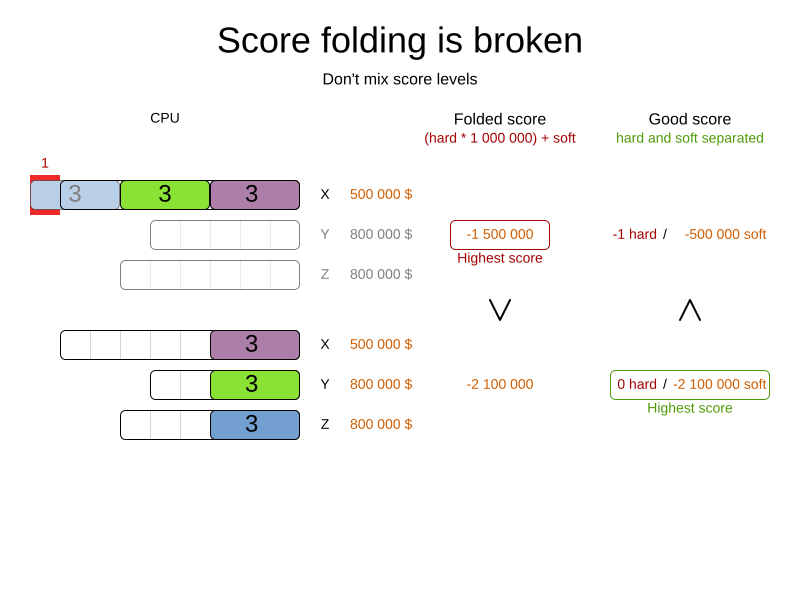 Score folding is broken
Don't mix score levels
CPU
Folded score
(hard * 1 000 000) + soft
Good score
hard and soft separated
1
3 3 3 X 500 000 $
Y 800 000 $ -1 500 000 -1 hard / -500 000 soft
Highest score
Z 800 000 $
3 X 500 000 $
3 Y 800 000 $ -2 100 000 0 hard / -2 100 000 soft
Highest score
3 Z 800 000 $